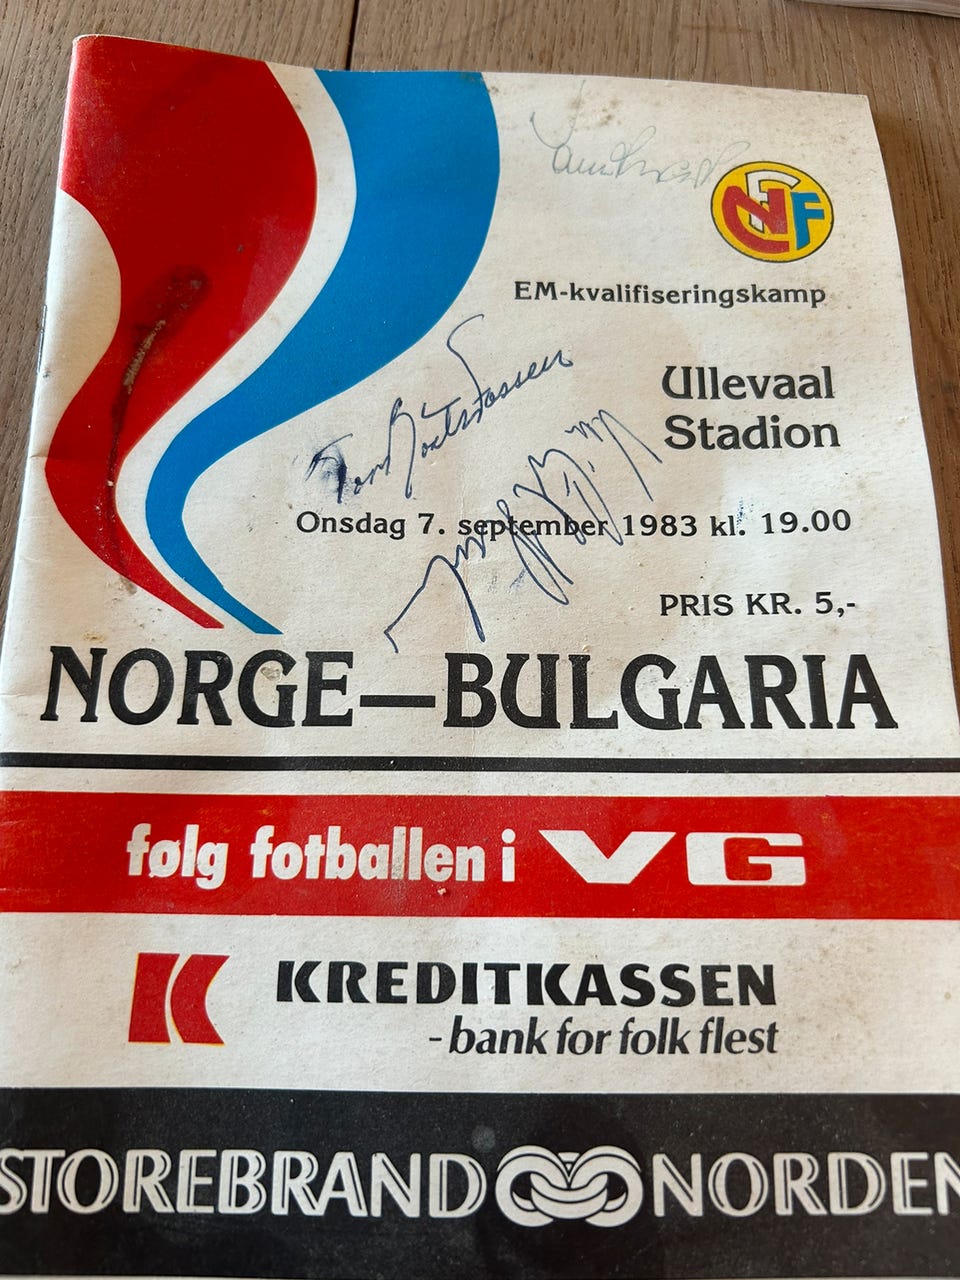 NFF
EM-kvalifiseringskamp
Ullevaal
Stadion
Onsdag 7. september 1983 kl. 19.00
PRIS KR. 5,-
NORGE—BULGARIA
følg fotballen i VG
KREDITKASSEN
- bank for folk flest
STOREBRAND NORDEN